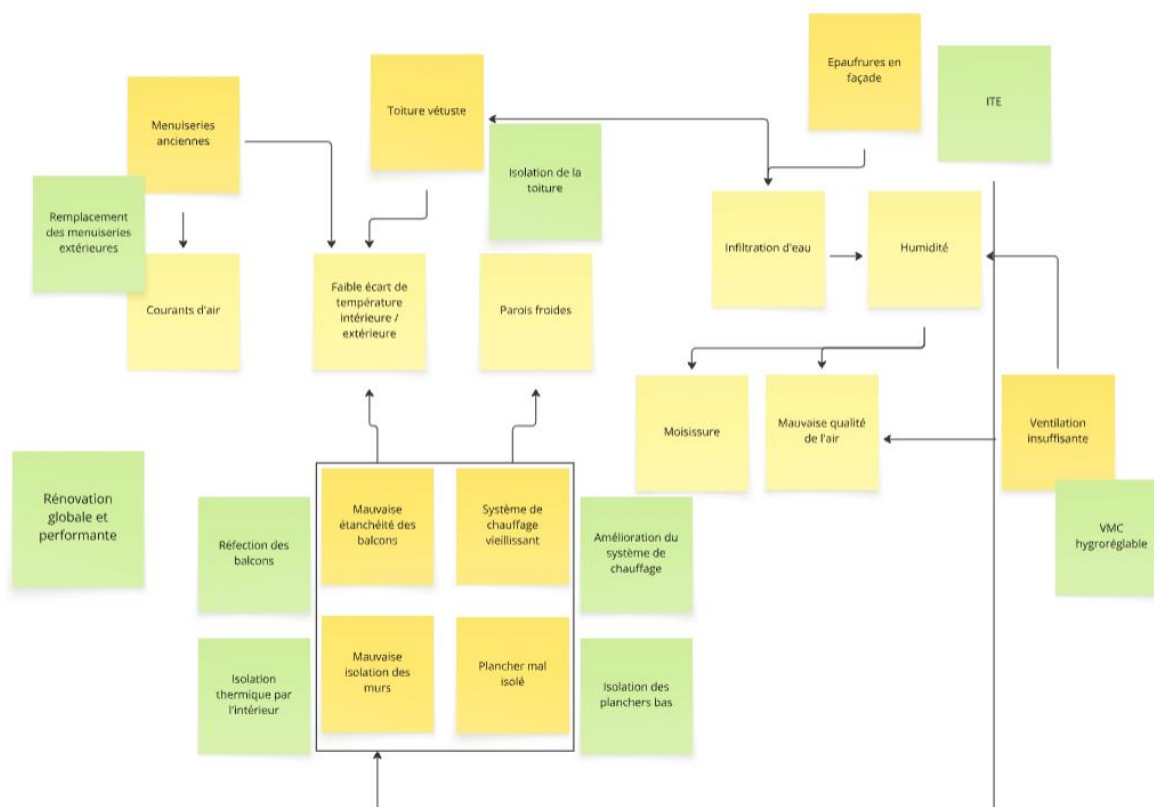 Epaufrures en
façade
ITE
Toiture vétuste
Menuiseries
anciennes
Isolation de la
toiture
Remplacement
des menuiseries
extérieures
Infiltration d'eau
Humidité
Courants d'air
Faible écart de
température
intérieure /
extérieure
Parois froides
Moisissure
Mauvaise qualité
de l'air
Ventilation
insuffisante
Rénovation
globale et
performante
Réfection des
balcons
Mauvaise
étanchéité des
balcons
Système de
chauffage
vieillissant
Amélioration du
système de
chauffage
VMC
hygroréglable
Isolation
thermique par
l'intérieur
Mauvaise
isolation des
murs
Plancher mal
isolé
Isolation des
planchers bas